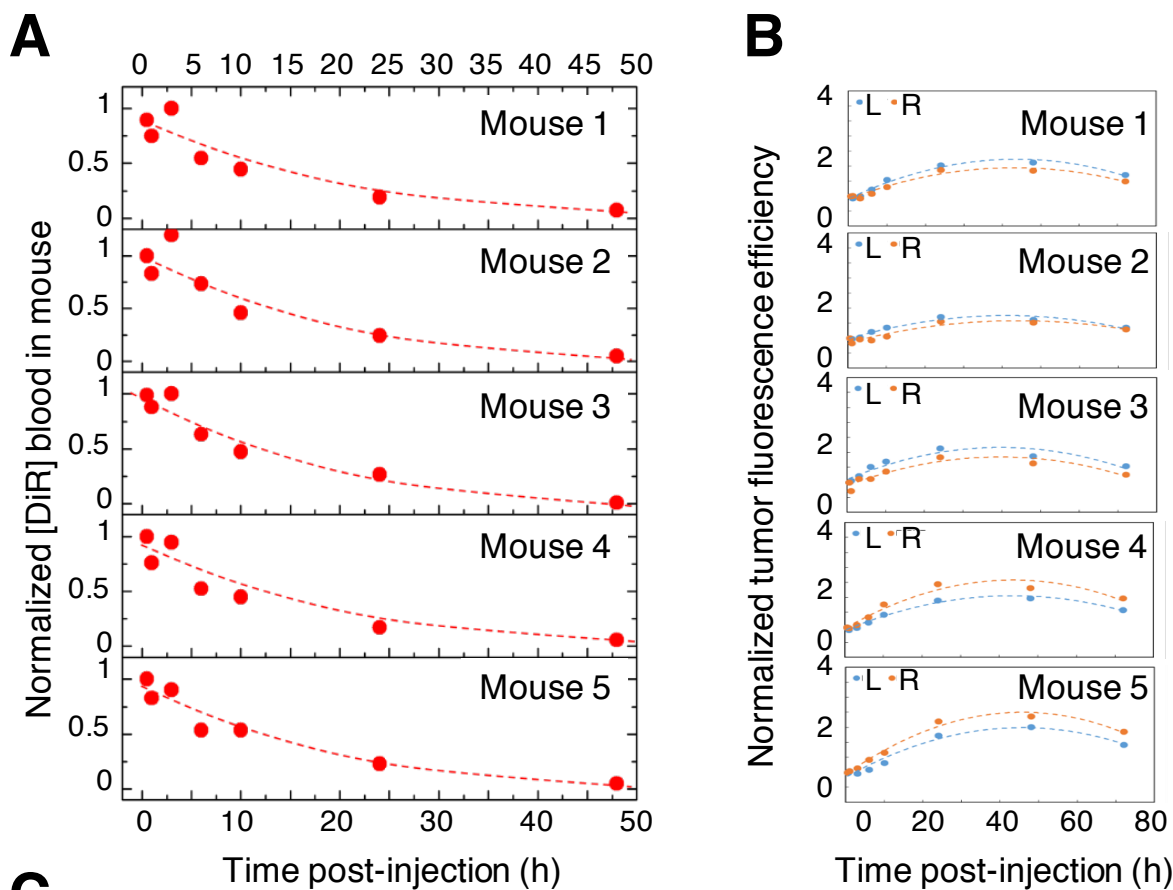 A
0 5 10 15 20 25 30 35 40 45 50
Normalized [DiR] blood in mouse
1
0.5
0
Mouse 1
1
0.5
0
Mouse 2
1
0.5
0
Mouse 3
1
0.5
0
Mouse 4
1
0.5
0
Mouse 5
0 10 20 30 40 50
Time post-injection (h)
B
Normalized tumor fluorescence efficiency
4
2
0
L R
Mouse 1
4
2
0
L R
Mouse 2
4
2
0
L R
Mouse 3
4
2
0
L R
Mouse 4
4
2
0
L R
Mouse 5
0 20 40 60 80
Time post-injection (h)